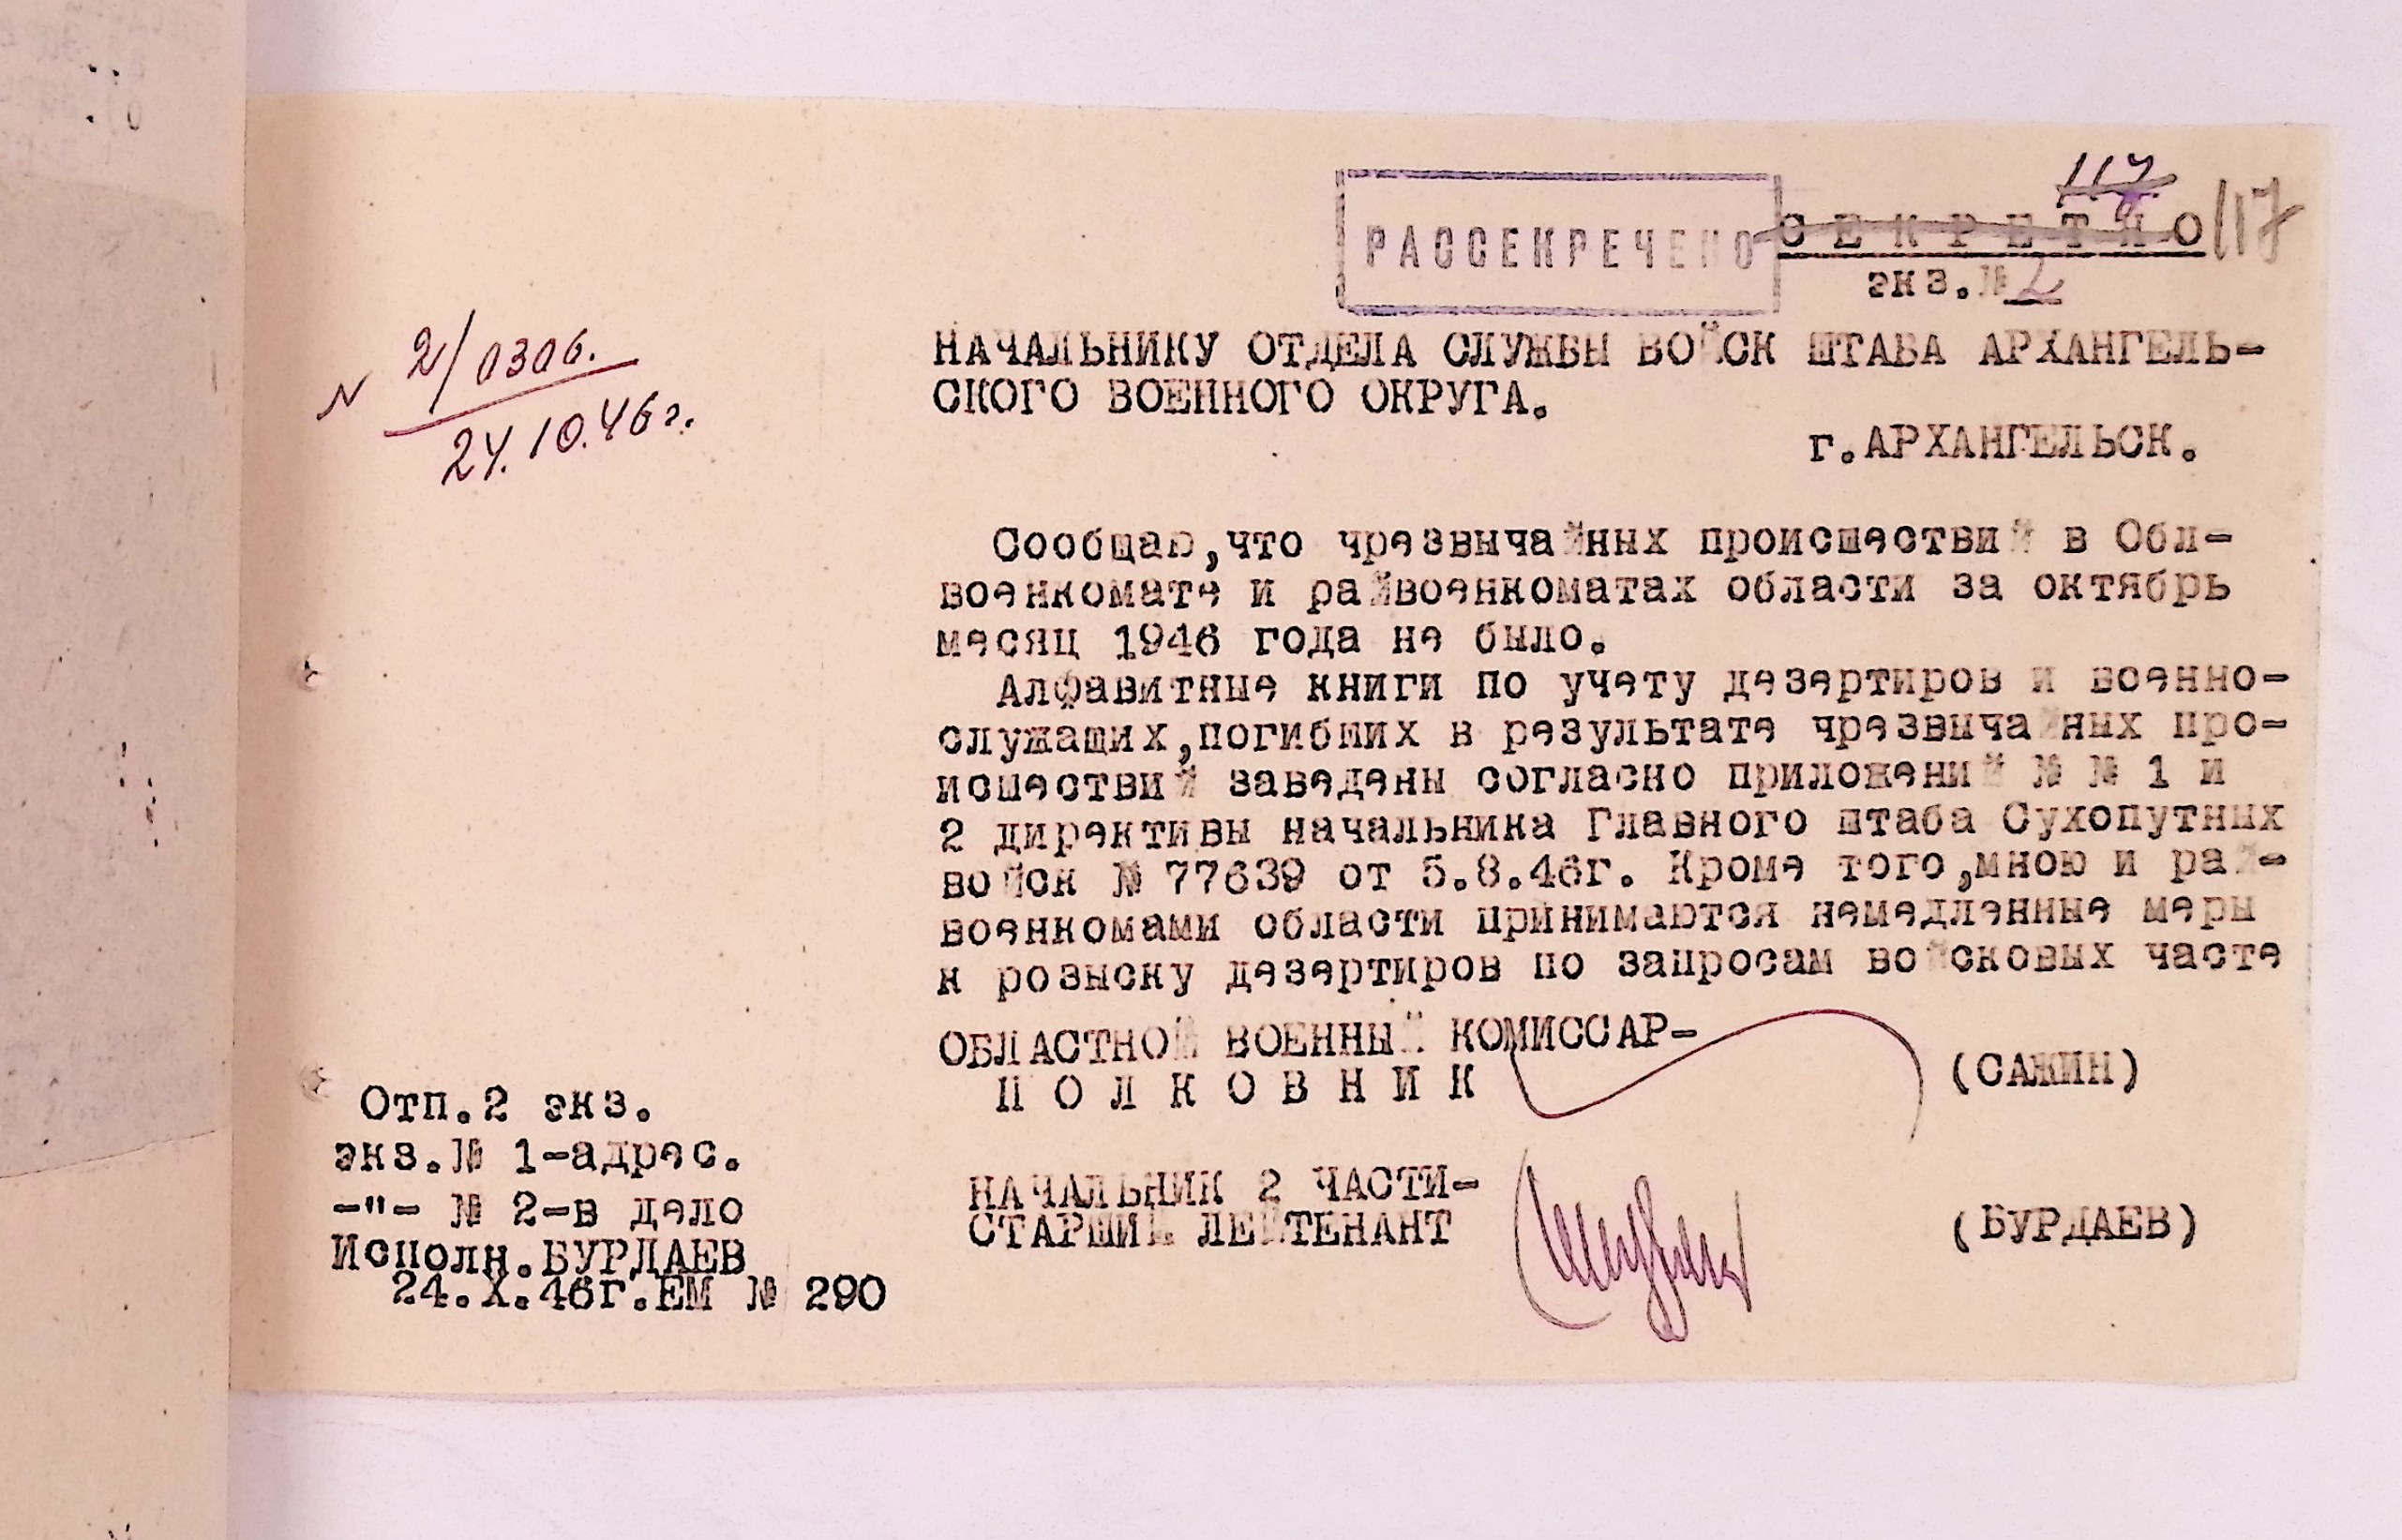 117
РАССЕКРЕЧЕНО СЕКРЕТНО 117
экз.№ 2
N 2/0306.
24.10.46г.
НАЧАЛЬНИКУ ОТДЕЛА СЛУЖБЫ ВОЙСК ШТАБА АРХАНГЕЛЬ-
СКОГО ВОЕННОГО ОКРУГА.
г.АРХАНГЕЛЬСК.
Сообщаю,что чрезвычайных происшествий в Обл-
военкомате и райвоенкоматах области за октябрь
месяц 1946 года не было.
Алфавитные книги по учету дезертиров и военно-
служащих,погибших в результате чрезвычайных про-
исшествий заведены согласно приложений № № 1 и
2 директивы начальника Главного штаба Сухопутных
войск № 77639 от 5.8.46г. Кроме того,мною и рай-
военкомами области принимаются немедленные меры
к розыску дезертиров по запросам войсковых часте
ОБЛАСТНОЙ ВОЕННЫЙ КОМИССАР-
ПОЛКОВНИК
(САЖИН)
НАЧАЛЬНИК 2 ЧАСТИ-
СТАРШИЙ ЛЕЙТЕНАНТ
(БУРДАЕВ)
Отп.2 экз.
экз.№ 1-адрес.
-"- № 2-в дело
Исполн.БУРДАЕВ
24.X.46г.ЕМ № 290